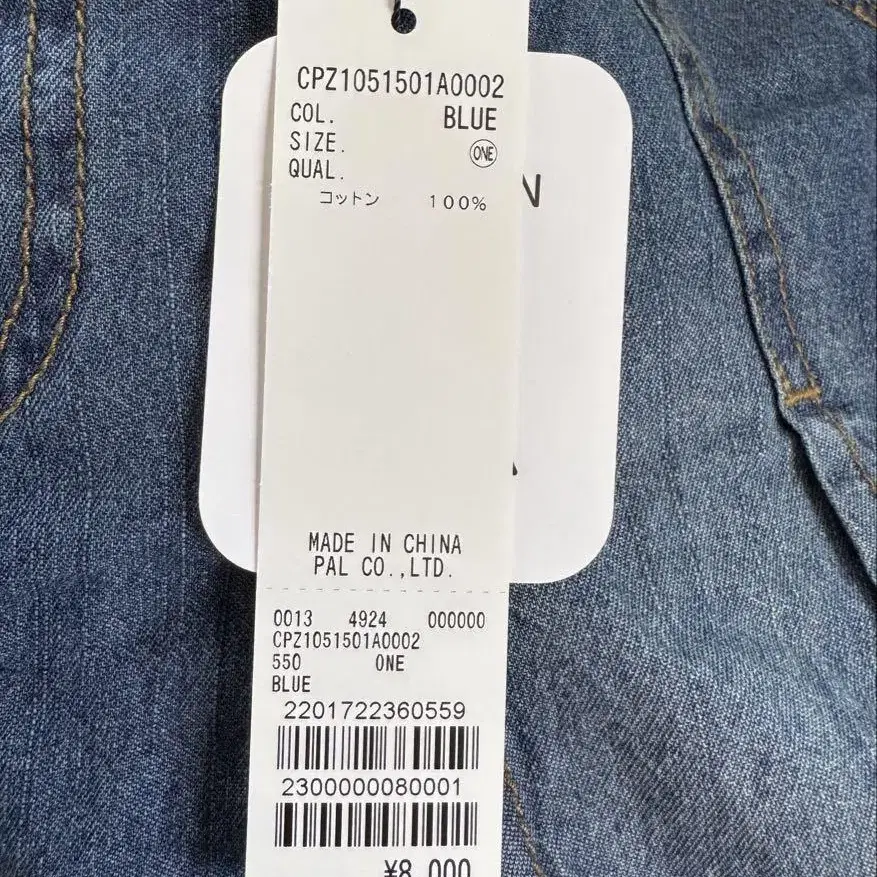 CPZ1051501A0002
COL. BLUE
SIZE. ONE
QUAL.
コットン 100%
N
MADE IN CHINA
PAL CO.,LTD.
0013 4924 000000
CPZ1051501A0002
550 ONE
BLUE
2201722360559
2300000080001
¥8,000